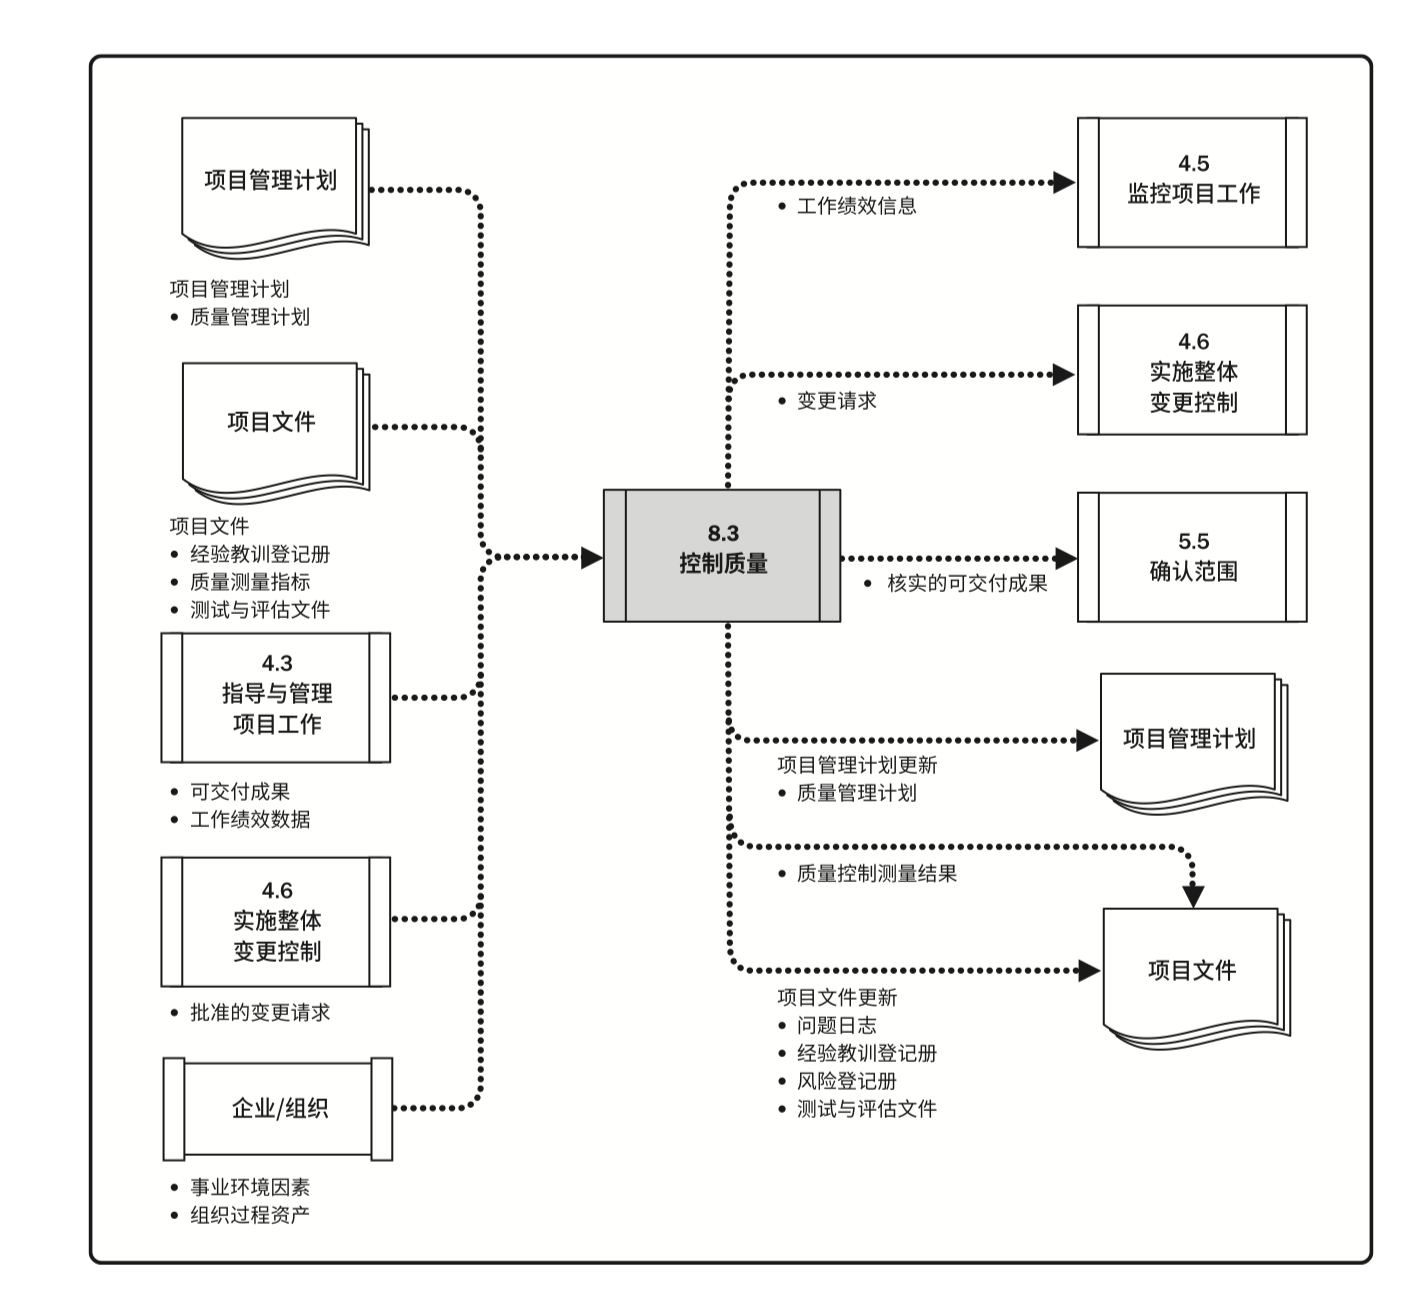 项目管理计划
项目管理计划
• 质量管理计划
项目文件
项目文件
• 经验教训登记册
• 质量测量指标
• 测试与评估文件
4.3
指导与管理
项目工作
• 可交付成果
• 工作绩效数据
4.6
实施整体
变更控制
• 批准的变更请求
企业/组织
• 事业环境因素
• 组织过程资产
8.3
控制质量
• 工作绩效信息
4.5
监控项目工作
• 变更请求
4.6
实施整体
变更控制
• 核实的可交付成果
5.5
确认范围
项目管理计划更新
• 质量管理计划
项目管理计划
• 质量控制测量结果
项目文件
项目文件更新
• 问题日志
• 经验教训登记册
• 风险登记册
• 测试与评估文件